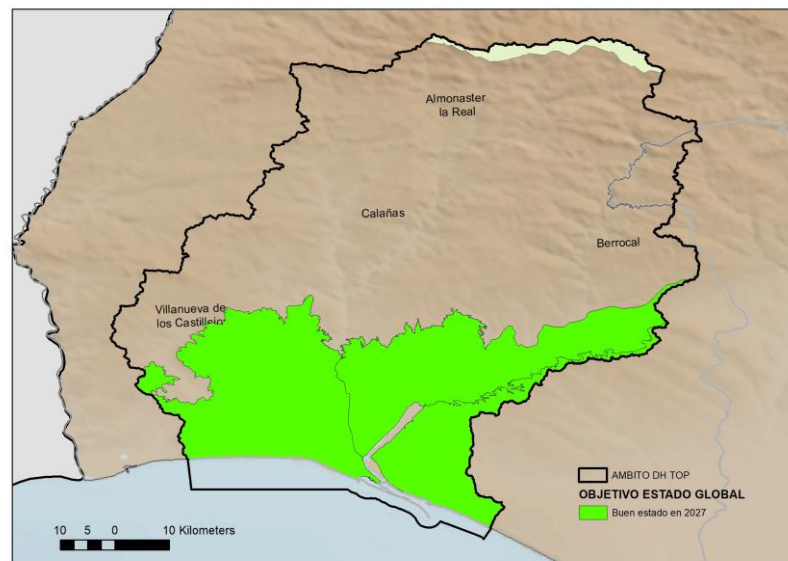 Almonaster
la Real
Calañas
Berrocal
Villanueva de
los Castillejo
AMBITO DH TOP
OBJETIVO ESTADO GLOBAL
Buen estado en 2027
10 5 0 10 Kilometers